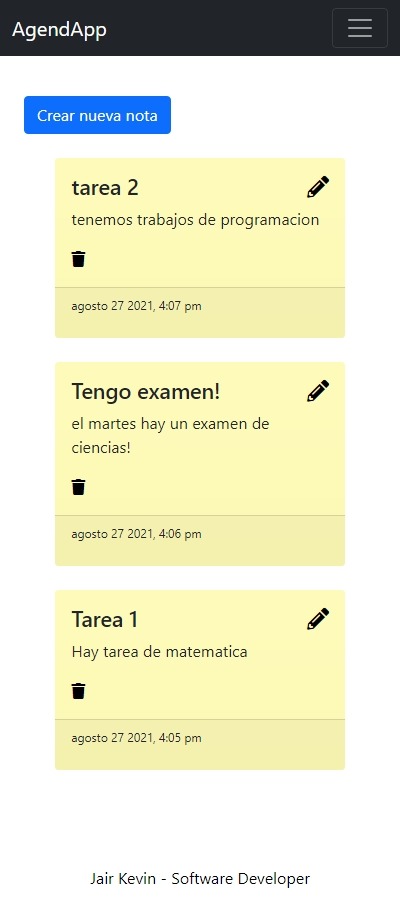 AgendApp
Crear nueva nota
tarea 2
tenemos trabajos de programacion
agosto 27 2021, 4:07 pm
Tengo examen!
el martes hay un examen de
ciencias!
agosto 27 2021, 4:06 pm
Tarea 1
Hay tarea de matematica
agosto 27 2021, 4:05 pm
Jair Kevin - Software Developer